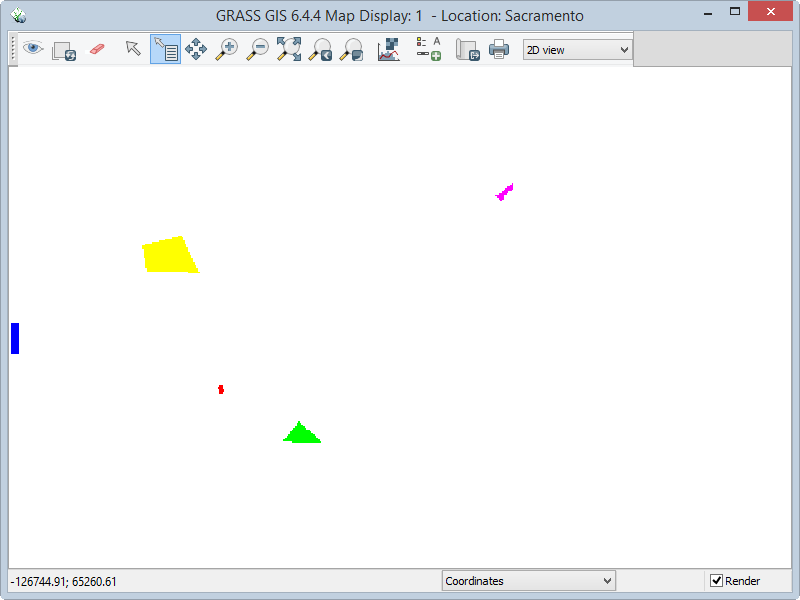 GRASS GIS 6.4.4 Map Display: 1  - Location: Sacramento
2D view
-126744.91; 65260.61
Coordinates
Render